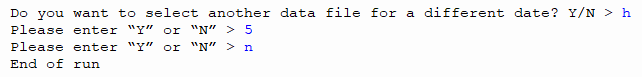 Do you want to select another data file for a different date? Y/N > h
Please enter “Y” or “N” > 5
Please enter “Y” or “N” > n
End of run